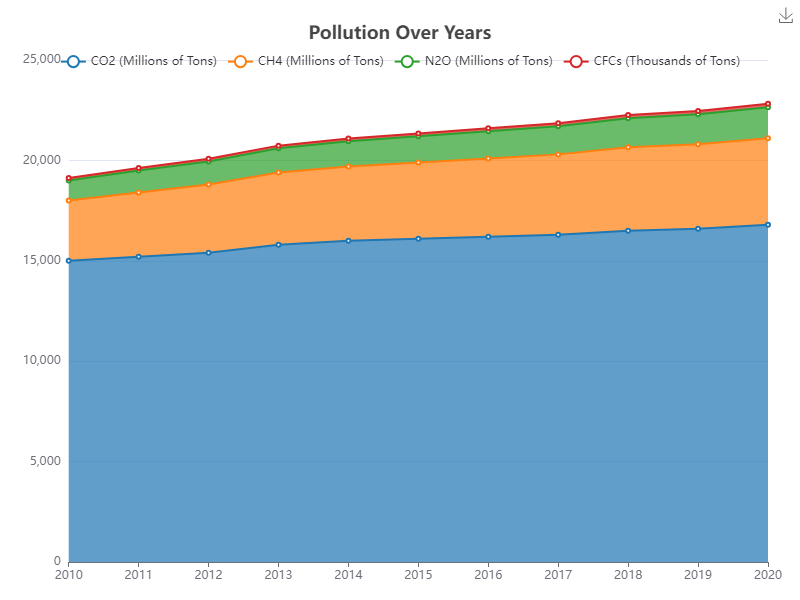 Pollution Over Years
CO2 (Millions of Tons) CH4 (Millions of Tons) N2O (Millions of Tons) CFCs (Thousands of Tons)
25,000
20,000
15,000
10,000
5,000
0
2010 2011 2012 2013 2014 2015 2016 2017 2018 2019 2020